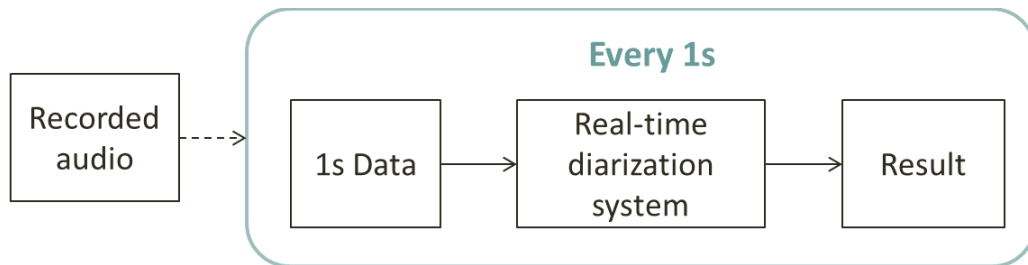 Every 1s
Recorded
audio
1s Data
Real-time
diarization
system
Result